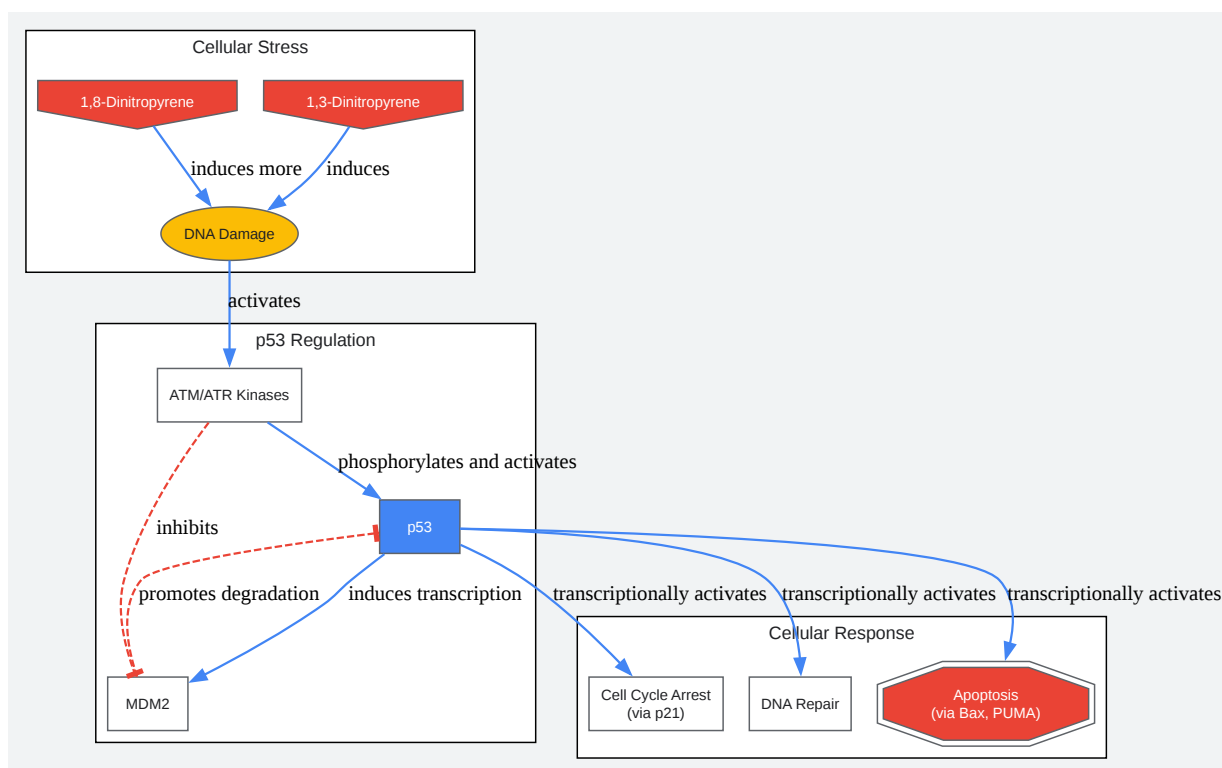 Cellular Stress
1,8-Dinitropyrene
1,3-Dinitropyrene
induces more
induces
DNA Damage
activates
p53 Regulation
ATM/ATR Kinases
phosphorylates and activates
p53
inhibits
promotes degradation
induces transcription
transcriptionally activates
transcriptionally activates
transcriptionally activates
MDM2
Cellular Response
Cell Cycle Arrest
(via p21)
DNA Repair
Apoptosis
(via Bax, PUMA)